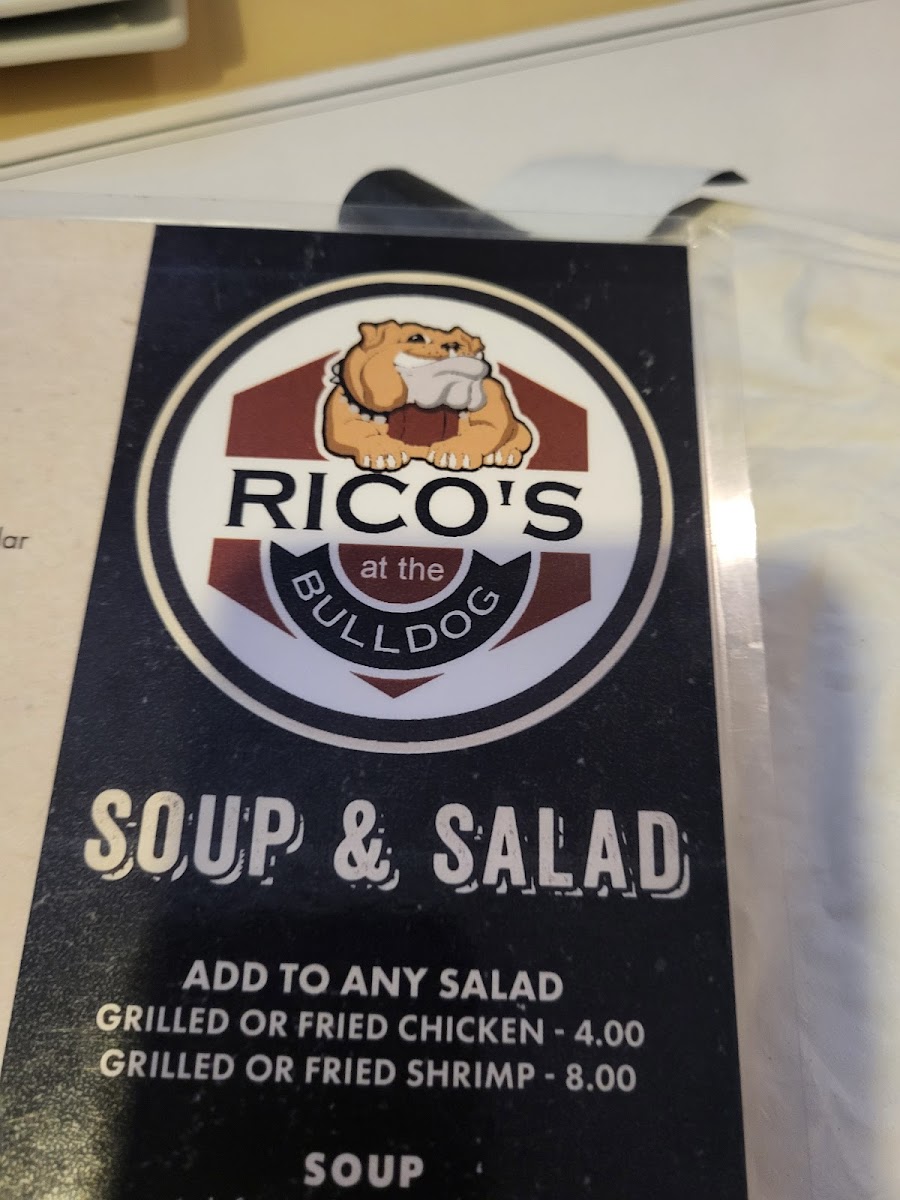 RICO'S
at the
BULLDOG
SOUP & SALAD
ADD TO ANY SALAD
GRILLED OR FRIED CHICKEN - 4.00
GRILLED OR FRIED SHRIMP - 8.00
SOUP